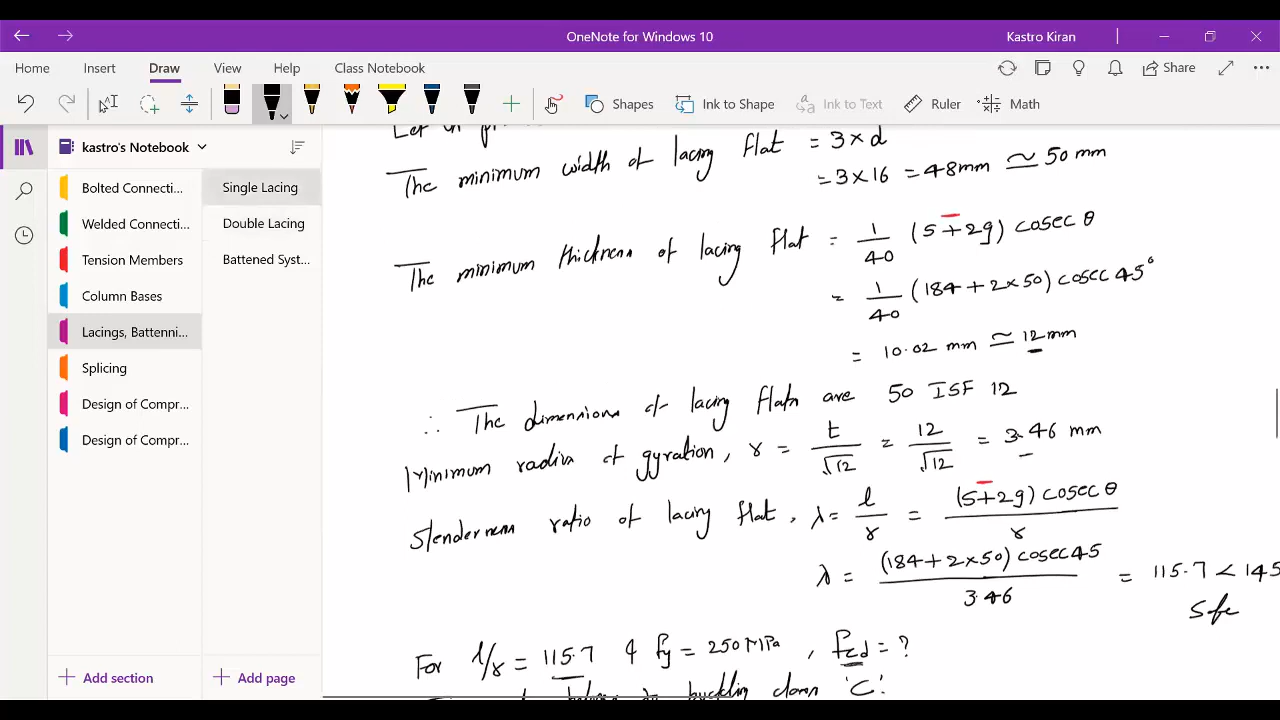 OneNote for Windows 10
Kastro Kiran
Home Insert Draw View Help Class Notebook
Share
Shapes Ink to Shape Ink to Text Ruler Math
kastro's Notebook
Bolted Connecti...
Welded Connecti...
Tension Members
Column Bases
Lacings, Battenni...
Splicing
Design of Compr...
Design of Compr...
Add section
Single Lacing
Double Lacing
Battened Syst...
Add page
The minimum width of lacing flat = 3 × d
= 3 × 16 = 48mm ≃ 50 mm
The minimum thickness of lacing flat = 1/40 (S + 2g) cosec θ
= 1/40 (184 + 2×50) cosec 45°
= 10.02 mm ≃ 12 mm
∴ The dimensions of lacing flats are 50 ISF 12
Minimum radius of gyration, r = t/√12 = 12/√12 = 3.46 mm
Slenderness ratio of lacing flat, λ = l/r = (S + 2g) cosec θ / r
λ = (184 + 2×50) cosec 45 / 3.46 = 115.7 < 145
Safe
For l/r = 115.7 & fy = 250 MPa, fcd = ?
buckling class 'C'.